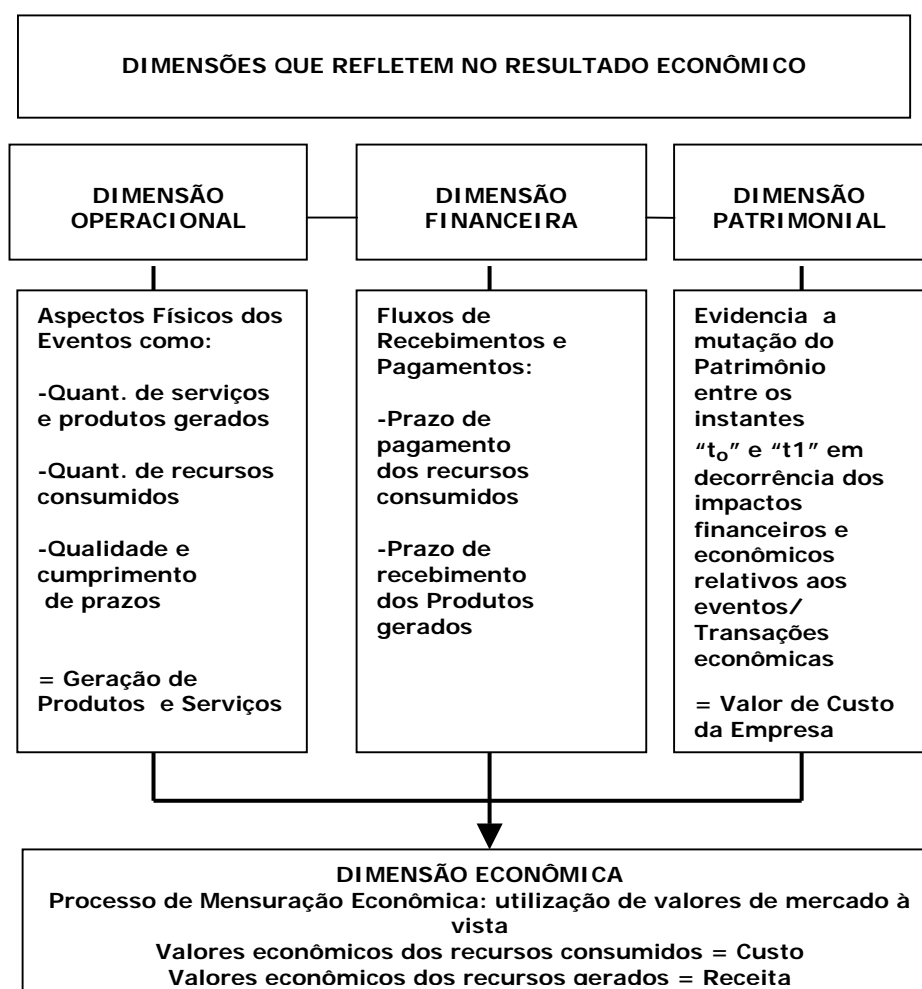 DIMENSÕES QUE REFLETEM NO RESULTADO ECONÔMICO
DIMENSÃO
OPERACIONAL
DIMENSÃO
FINANCEIRA
DIMENSÃO
PATRIMONIAL
Aspectos Físicos dos
Eventos como:
-Quant. de serviços
e produtos gerados
-Quant. de recursos
consumidos
-Qualidade e
cumprimento
de prazos
= Geração de
Produtos e Serviços
Fluxos de
Recebimentos e
Pagamentos:
-Prazo de
pagamento
dos recursos
consumidos
-Prazo de
recebimento
dos Produtos
gerados
Evidencia a
mutação do
Patrimônio
entre os
instantes
“to” e “t1” em
decorrência dos
impactos
financeiros e
econômicos
relativos aos
eventos/
Transações
econômicas
= Valor de Custo
da Empresa
DIMENSÃO ECONÔMICA
Processo de Mensuração Econômica: utilização de valores de mercado à
vista
Valores econômicos dos recursos consumidos = Custo
Valores econômicos dos recursos gerados = Receita